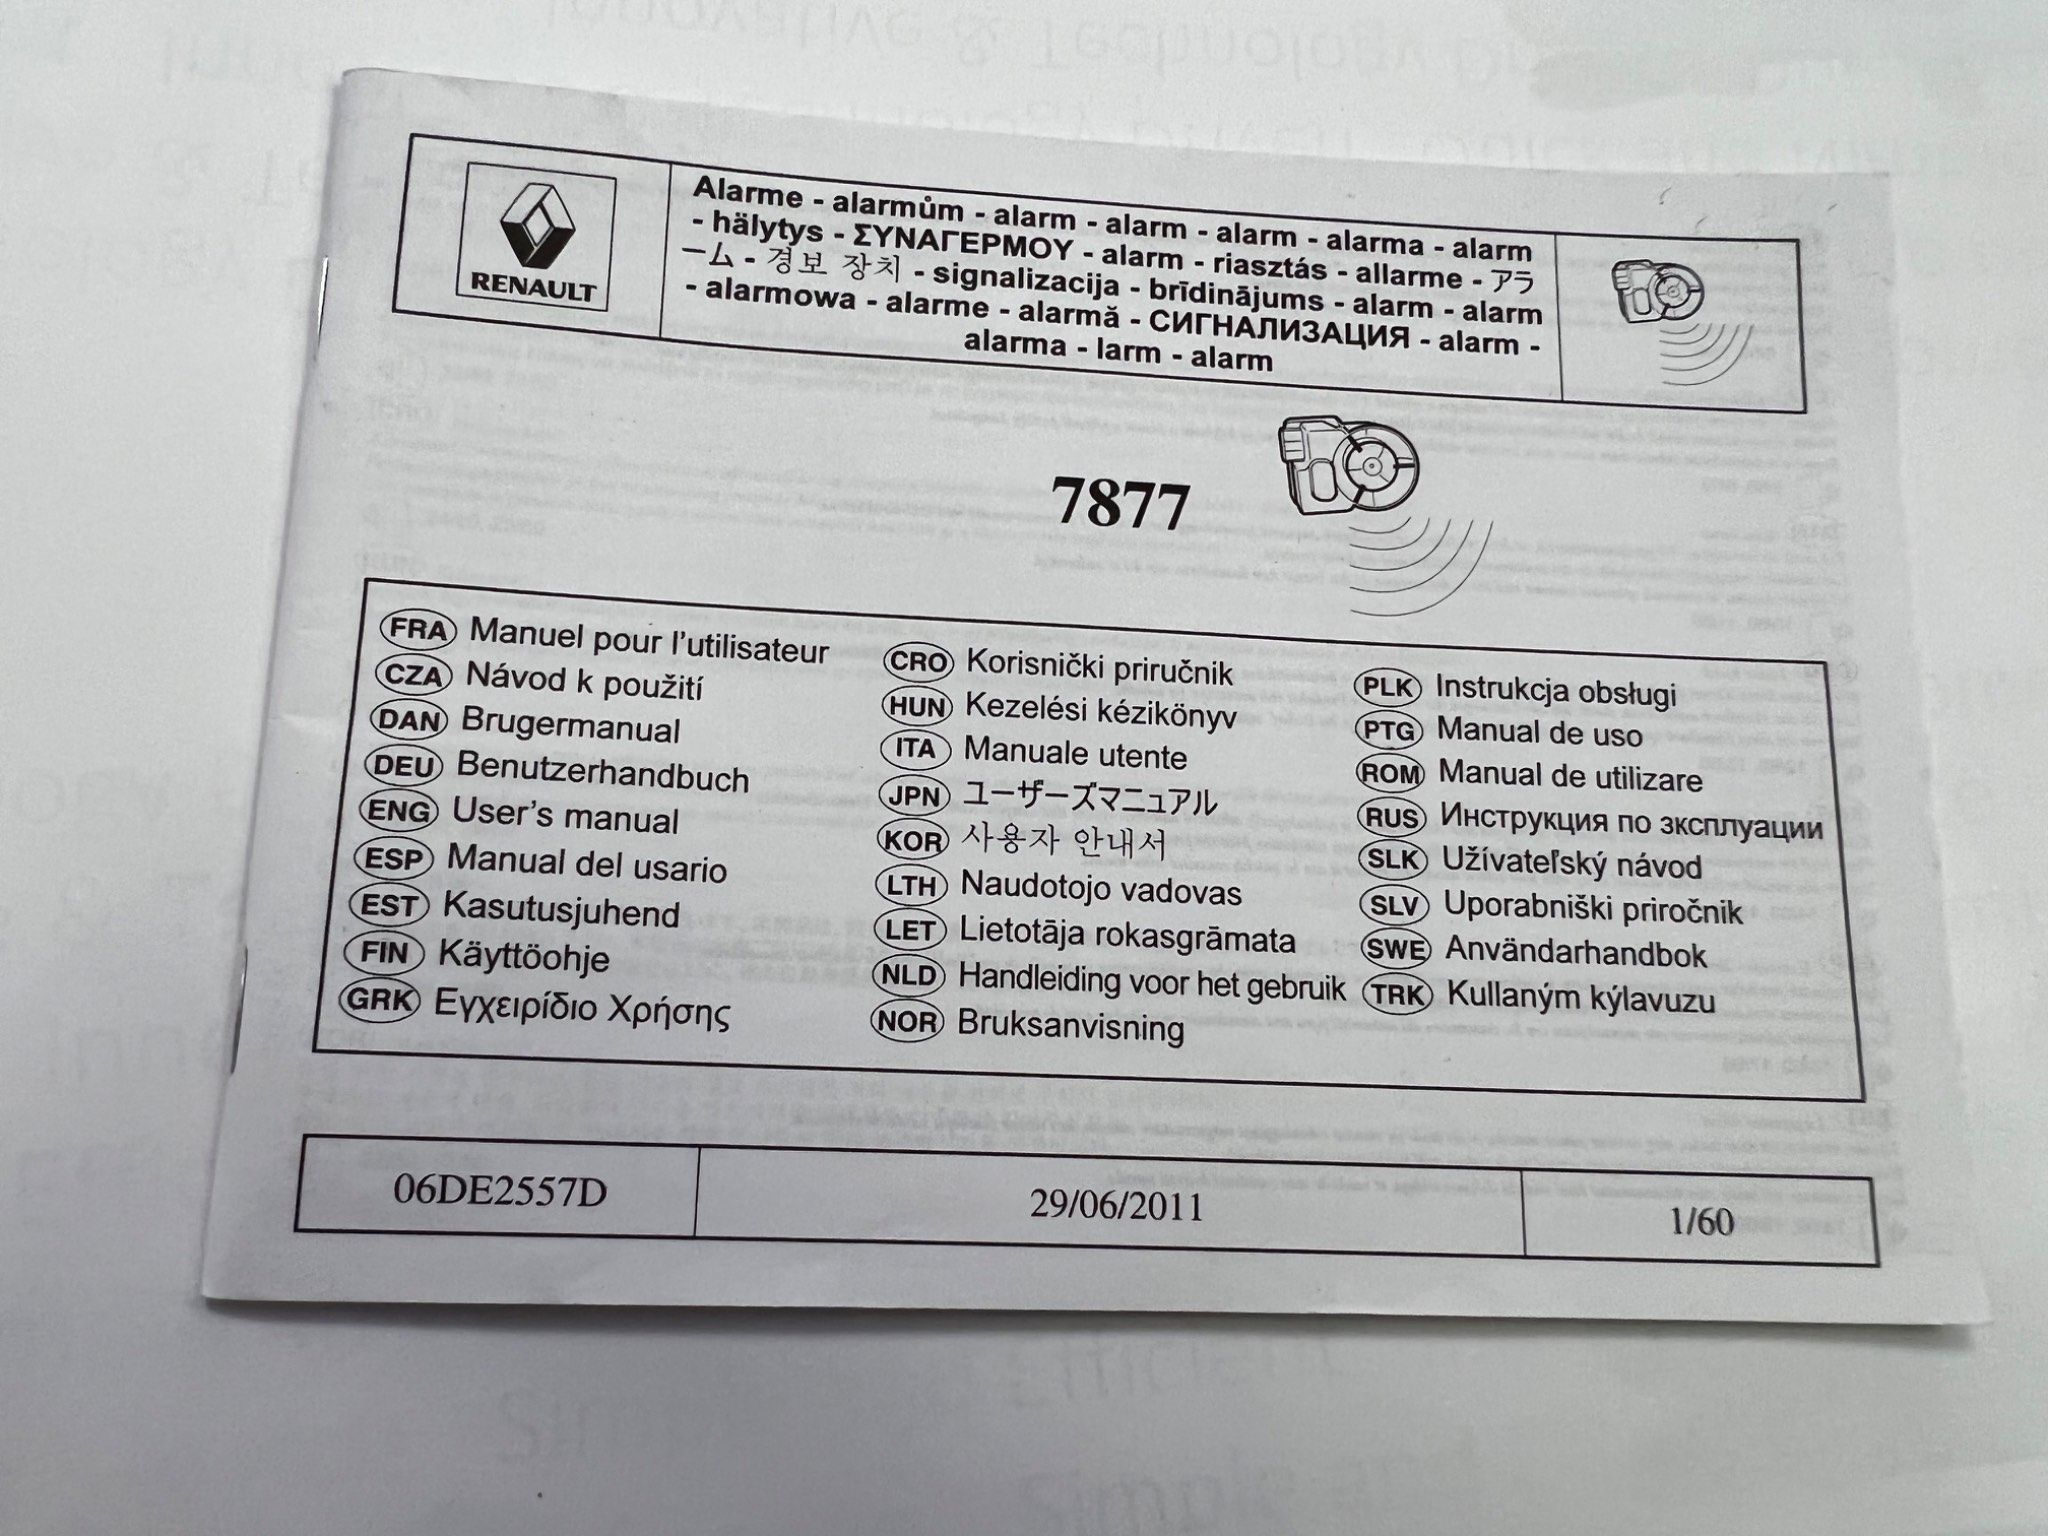 RENAULT
Alarme - alarmům - alarm - alarm - alarm - alarma - alarm
- hälytys - ΣΥΝΑΓΕΡΜΟΥ - alarm - riasztás - allarme - アラ
ーム - 경보 장치 - signalizacija - brīdinājums - alarm - alarm
- alarmowa - alarme - alarmă - СИГНАЛИЗАЦИЯ - alarm -
alarma - larm - alarm
7877
FRA Manuel pour l'utilisateur
CZA Návod k použití
DAN Brugermanual
DEU Benutzerhandbuch
ENG User's manual
ESP Manual del usario
EST Kasutusjuhend
FIN Käyttöohje
GRK Εγχειρίδιο Χρήσης
CRO Korisnički priručnik
HUN Kezelési kézikönyv
ITA Manuale utente
JPN ユーザーズマニュアル
KOR 사용자 안내서
LTH Naudotojo vadovas
LET Lietotāja rokasgrāmata
NLD Handleiding voor het gebruik
NOR Bruksanvisning
PLK Instrukcja obsługi
PTG Manual de uso
ROM Manual de utilizare
RUS Инструкция по зксплуации
SLK Užívateľský návod
SLV Uporabniški priročnik
SWE Användarhandbok
TRK Kullaným kýlavuzu
06DE2557D
29/06/2011
1/60